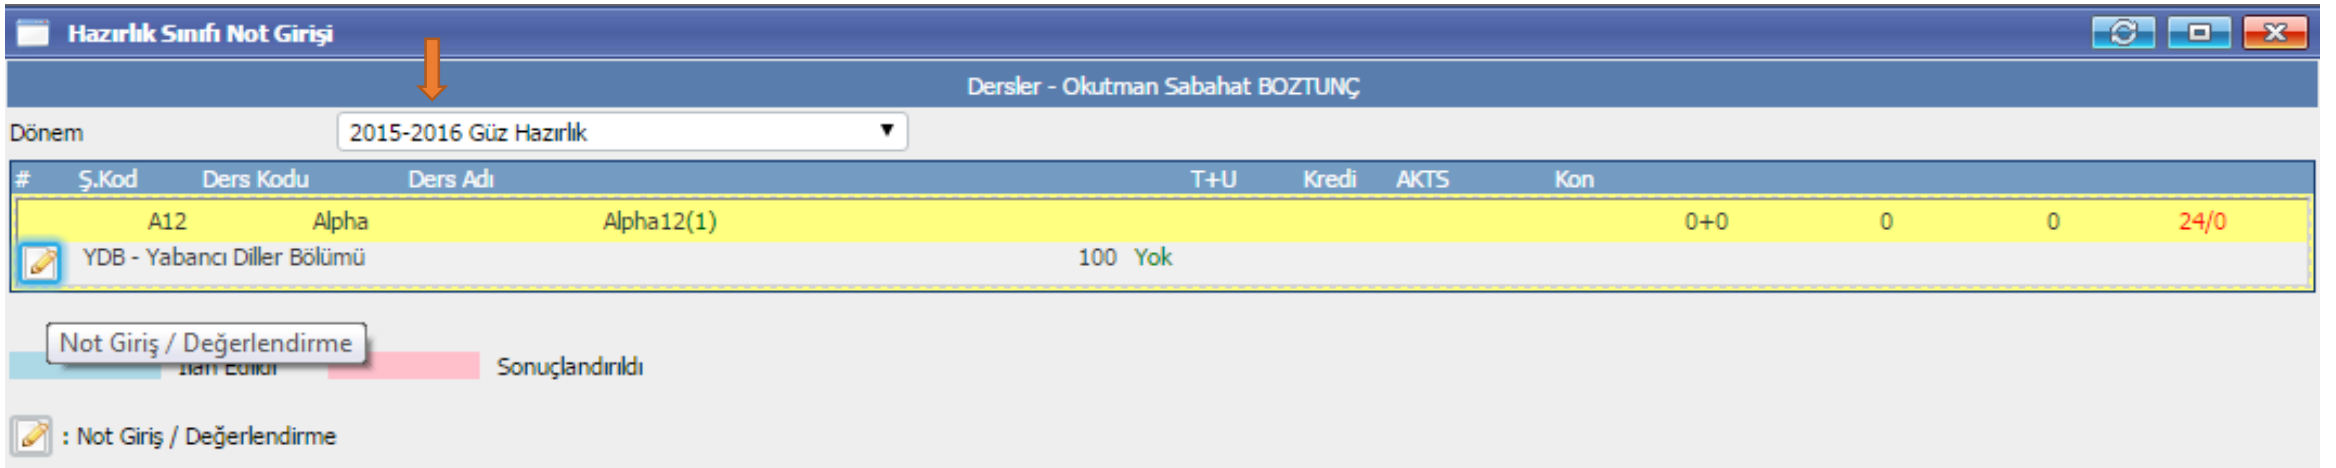 Hazırlık Sınıfı Not Girişi
Dersler - Okutman Sabahat BOZTUNÇ
Dönem 2015-2016 Güz Hazırlık
# Ş.Kod Ders Kodu Ders Adı T+U Kredi AKTS Kon
A12 Alpha Alpha12(1) 0+0 0 0 24/0
YDB - Yabancı Diller Bölümü 100 Yok
Not Giriş / Değerlendirme
İlan Edildi Sonuçlandırıldı
: Not Giriş / Değerlendirme